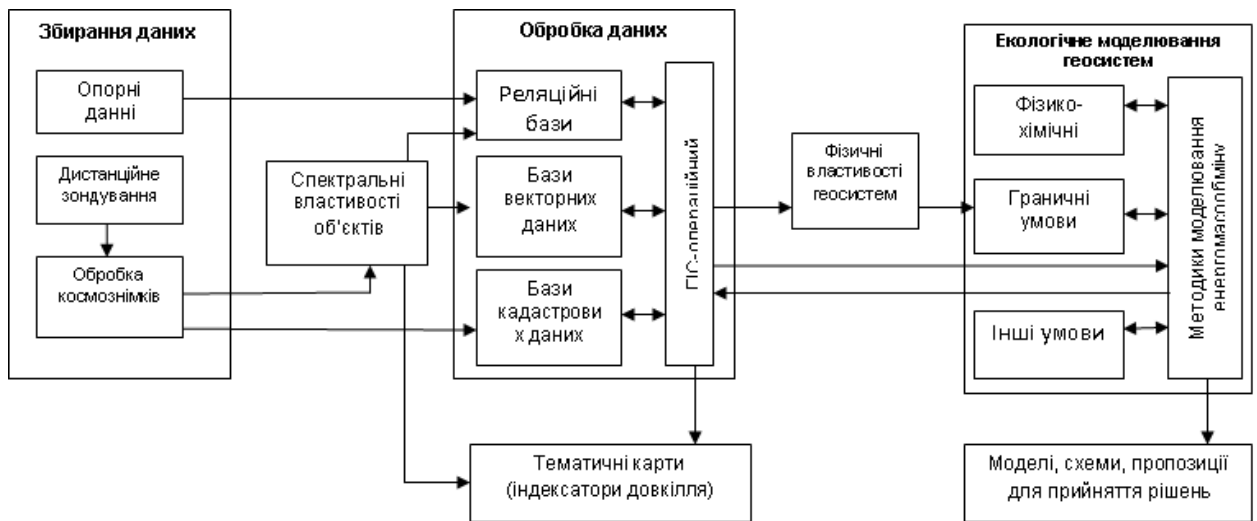 Збирання даних
Опорні
данні
Дистанційне
зондування
Обробка
космознімків
Спектральні
властивості
об'єктів
Обробка даних
Реляційні
бази
Бази
векторних
даних
Бази
кадастрови
х даних
ГІС-операційний
Тематичні карти
(індексатори довкілля)
Фізичні
властивості
геосистем
Екологічне моделювання
геосистем
Фізико-
хімічні
Граничні
умови
Інші умови
Методики моделювання
енергомасообміну
Моделі, схеми, пропозиції
для прийняття рішень